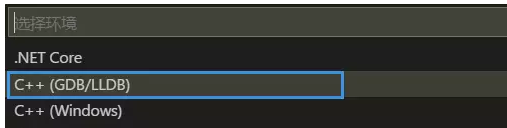 选择环境
.NET Core
C++ (GDB/LLDB)
C++ (Windows)